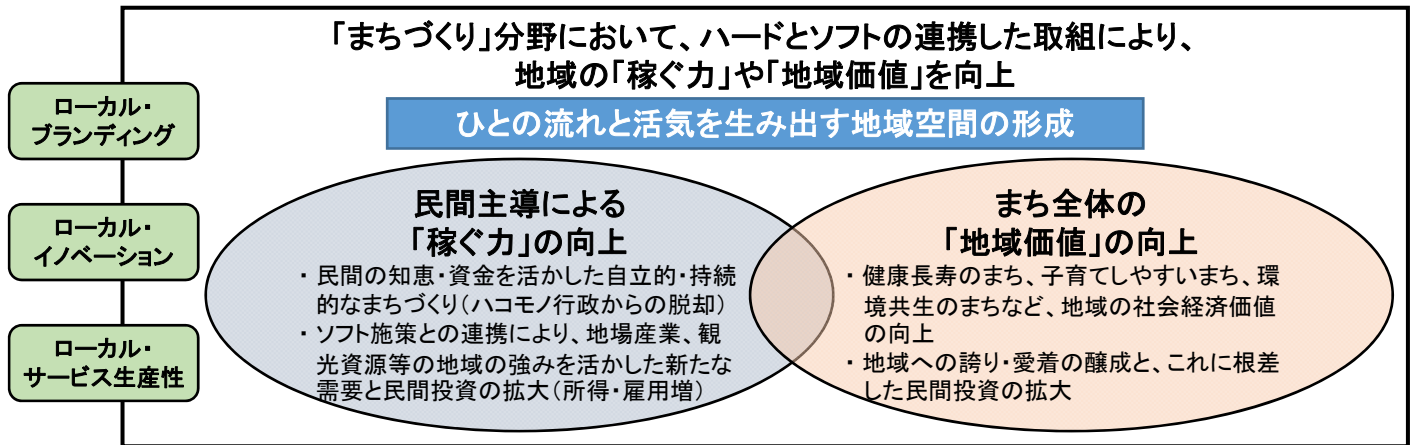 「まちづくり」分野において、ハードとソフトの連携した取組により、
地域の「稼ぐ力」や「地域価値」を向上
ひとの流れと活気を生み出す地域空間の形成
ローカル・
ブランディング
ローカル・
イノベーション
ローカル・
サービス生産性
民間主導による
「稼ぐ力」の向上
・ 民間の知恵・資金を活かした自立的・持続
的なまちづくり(ハコモノ行政からの脱却)
・ ソフト施策との連携により、地場産業、観
光資源等の地域の強みを活かした新たな
需要と民間投資の拡大(所得・雇用増)
まち全体の
「地域価値」の向上
・ 健康長寿のまち、子育てしやすいまち、環
境共生のまちなど、地域の社会経済価値
の向上
・ 地域への誇り・愛着の醸成と、これに根差
した民間投資の拡大